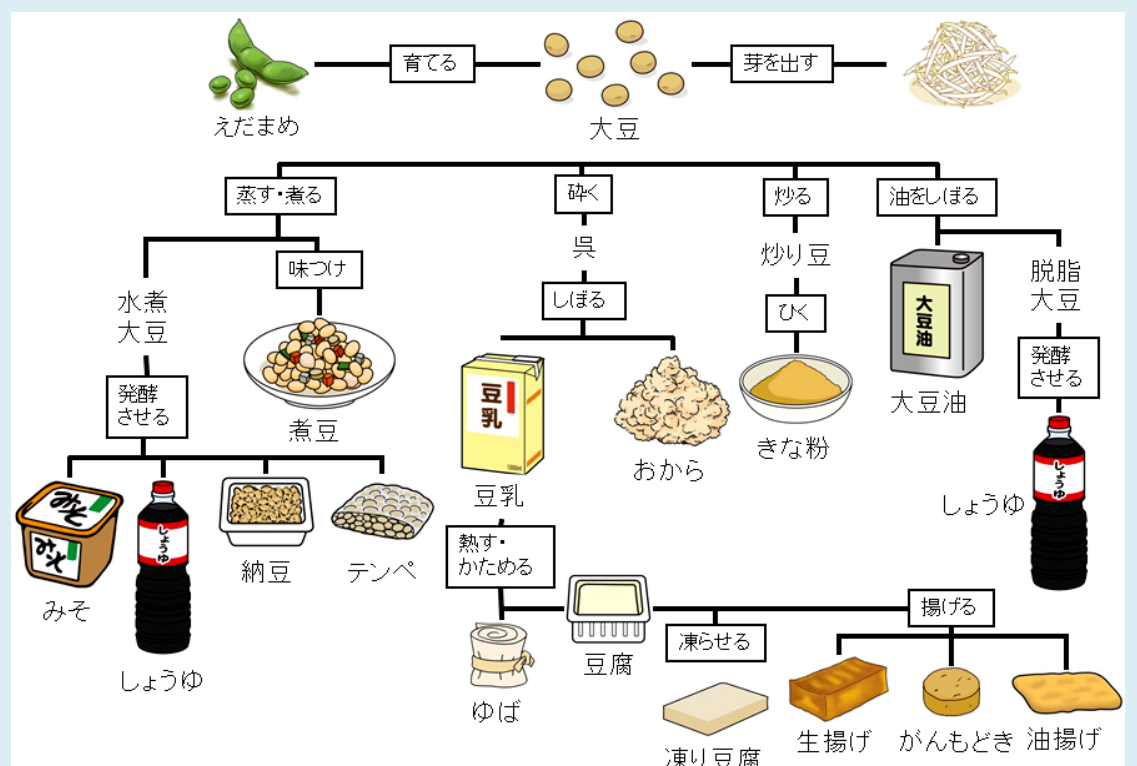 育てる
芽を出す
えだまめ
大豆
蒸す・煮る
砕く
炒る
油をしぼる
呉
炒り豆
味つけ
水煮
大豆
しぼる
ひく
脱脂
大豆
大豆油
発酵
させる
発酵
させる
煮豆
豆乳
おから
きな粉
大豆油
しょうゆ
みそ
みそ
しょうゆ
豆乳
1000ml
しょうゆ
納豆
テンペ
熱す・
かためる
みそ
しょうゆ
豆腐
凍らせる
揚げる
ゆば
凍り豆腐
生揚げ
がんもどき
油揚げ